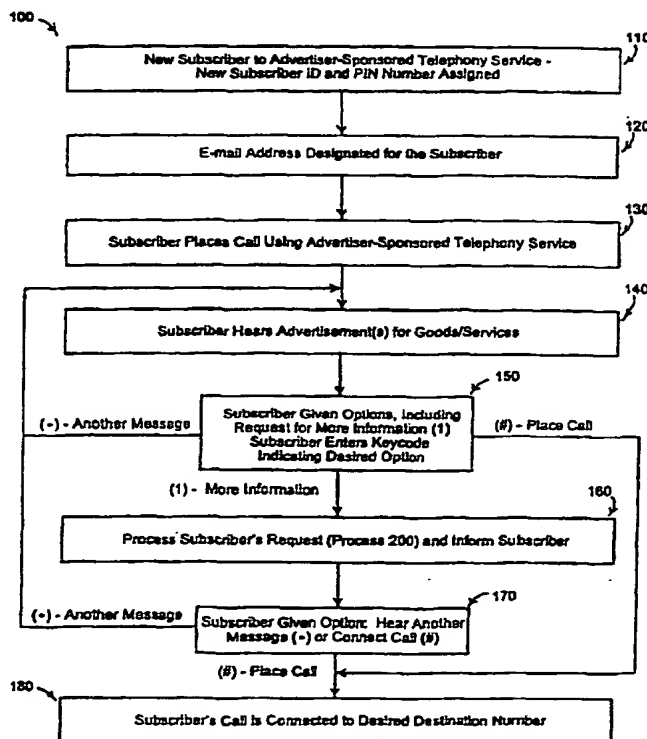 100
110
New Subscriber to Advertiser-Sponsored Telephony Service -
New Subscriber ID and PIN Number Assigned
120
E-mail Address Designated for the Subscriber
130
Subscriber Places Call Using Advertiser-Sponsored Telephony Service
140
Subscriber Hears Advertisement(s) for Goods/Services
150
(*) - Another Message
Subscriber Given Options, Including
Request for More Information (1)
Subscriber Enters Keycode
Indicating Desired Option
(#) - Place Call
(1) - More Information
160
Process Subscriber's Request (Process 200) and Inform Subscriber
(*) - Another Message
170
Subscriber Given Option: Hear Another
Message (*) or Connect Call (#)
(#) - Place Call
180
Subscriber's Call is Connected to Desired Destination Number